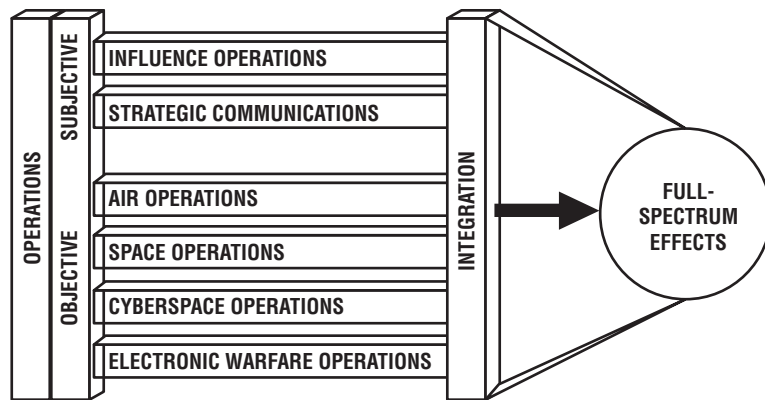 OPERATIONS
SUBJECTIVE
OBJECTIVE
INFLUENCE OPERATIONS
STRATEGIC COMMUNICATIONS
AIR OPERATIONS
SPACE OPERATIONS
CYBERSPACE OPERATIONS
ELECTRONIC WARFARE OPERATIONS
INTEGRATION
FULL-
SPECTRUM
EFFECTS